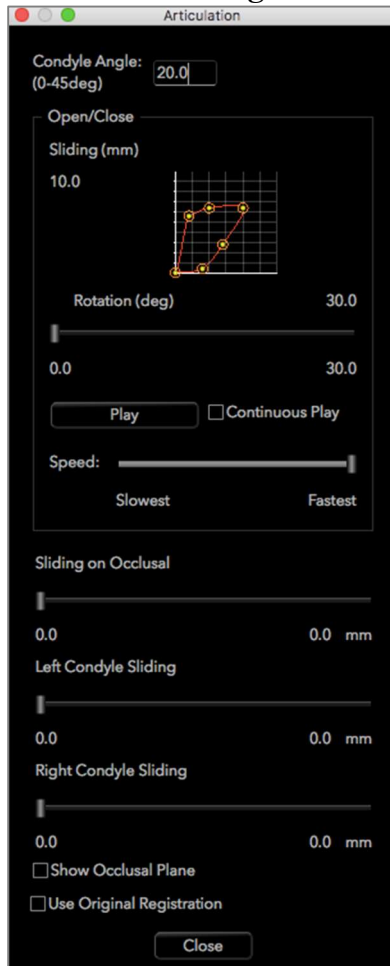 Articulation
Condyle Angle:
(0-45deg)
20.0
Open/Close
Sliding (mm)
10.0
Rotation (deg) 30.0
0.0 30.0
Play Continuous Play
Speed:
Slowest Fastest
Sliding on Occlusal
0.0 0.0 mm
Left Condyle Sliding
0.0 0.0 mm
Right Condyle Sliding
0.0 0.0 mm
Show Occlusal Plane
Use Original Registration
Close